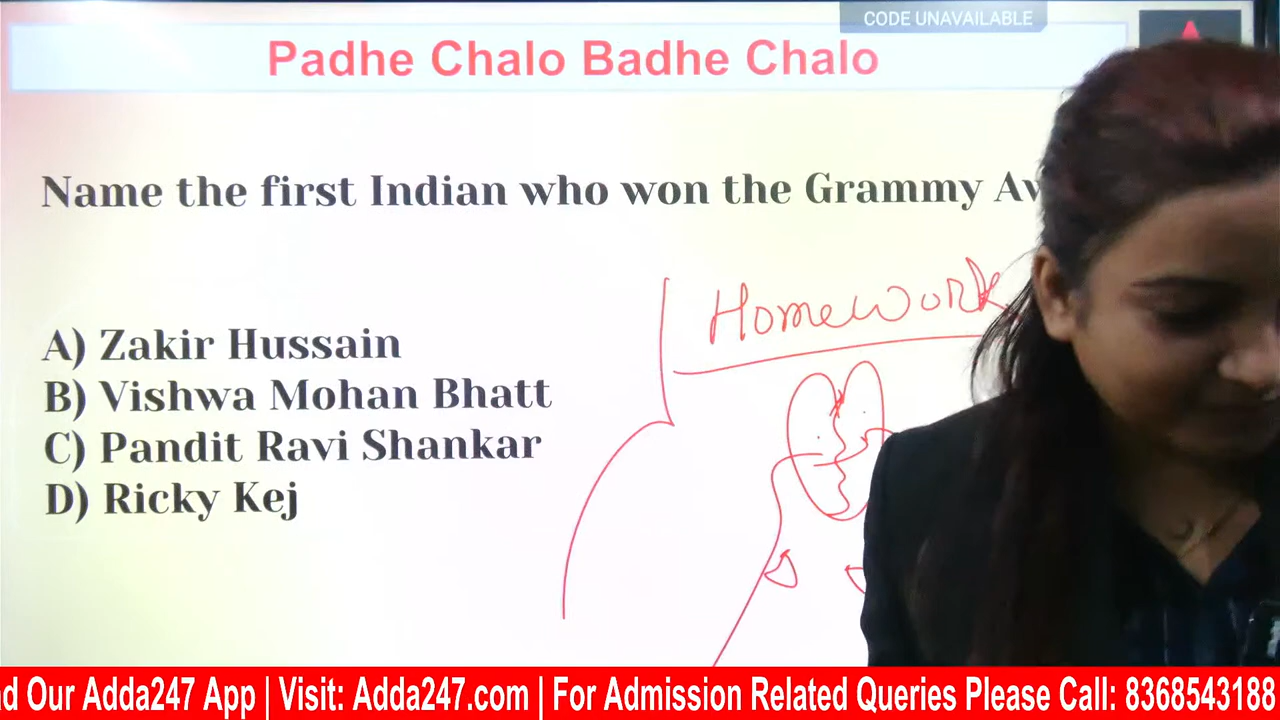 CODE UNAVAILABLE
Padhe Chalo Badhe Chalo
Name the first Indian who won the Grammy
Homework
A) Zakir Hussain
B) Vishwa Mohan Bhatt
C) Pandit Ravi Shankar
D) Ricky Kej
Our Adda247 App | Visit: Adda247.com | For Admission Related Queries Please Call: 8368543188